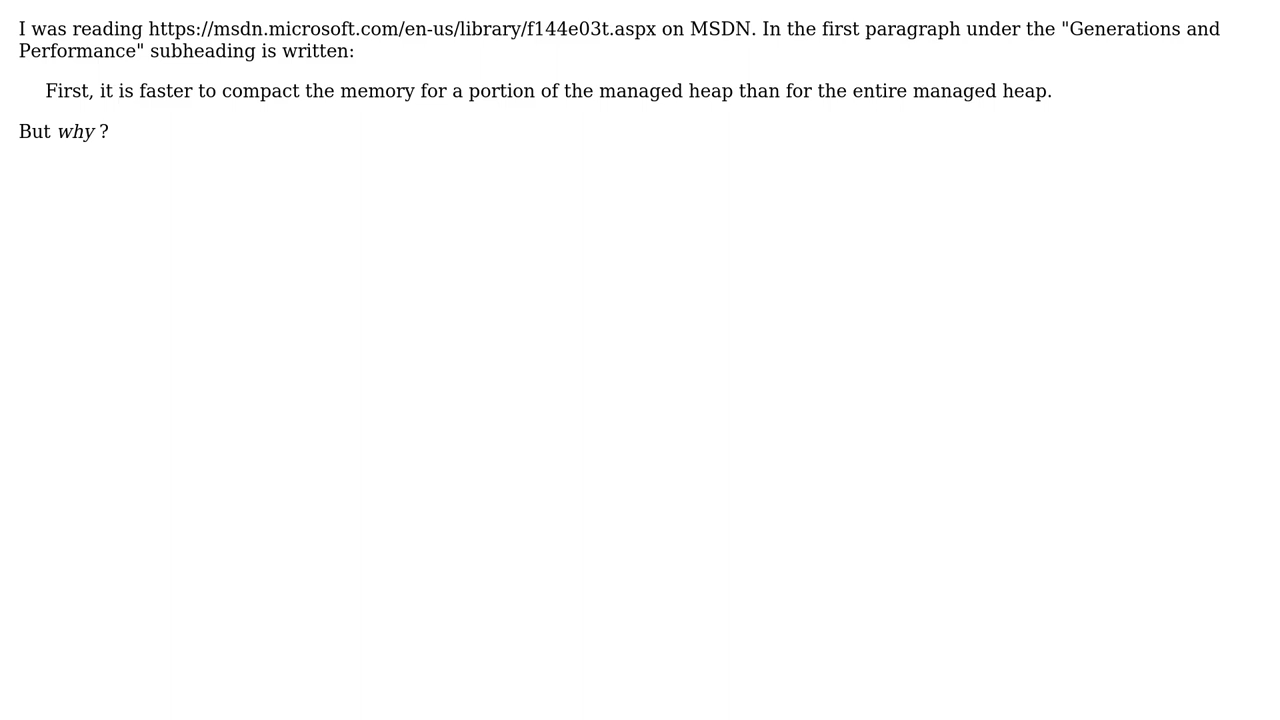 I was reading https://msdn.microsoft.com/en-us/library/f144e03t.aspx on MSDN. In the first paragraph under the "Generations and
Performance" subheading is written:
First, it is faster to compact the memory for a portion of the managed heap than for the entire managed heap.
But why ?